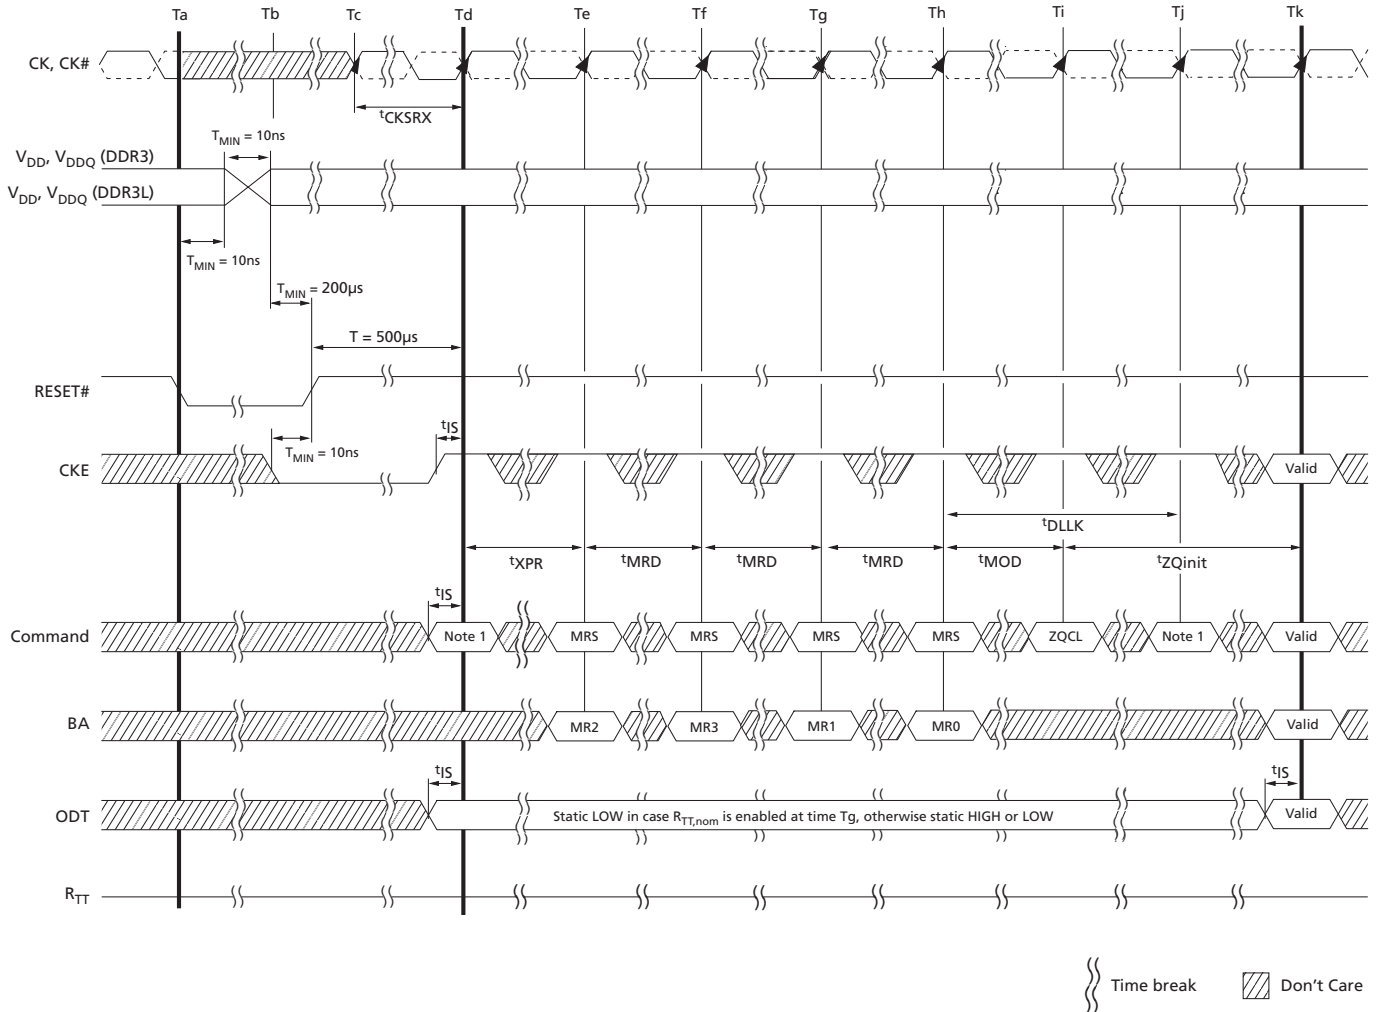 Ta Tb Tc Td Te Tf Tg Th Ti Tj Tk
CK, CK#
tCKSRX
TMIN = 10ns
VDD, VDDQ (DDR3)
VDD, VDDQ (DDR3L)
TMIN = 10ns
TMIN = 200µs
T = 500µs
RESET#
tIS
TMIN = 10ns
CKE
Valid
tDLLK
tXPR tMRD tMRD tMRD tMOD tZQinit
tIS
Command Note 1 MRS MRS MRS MRS ZQCL Note 1 Valid
BA MR2 MR3 MR1 MR0 Valid
tIS tIS
ODT Static LOW in case RTT,nom is enabled at time Tg, otherwise static HIGH or LOW Valid
RTT
Time break Don't Care